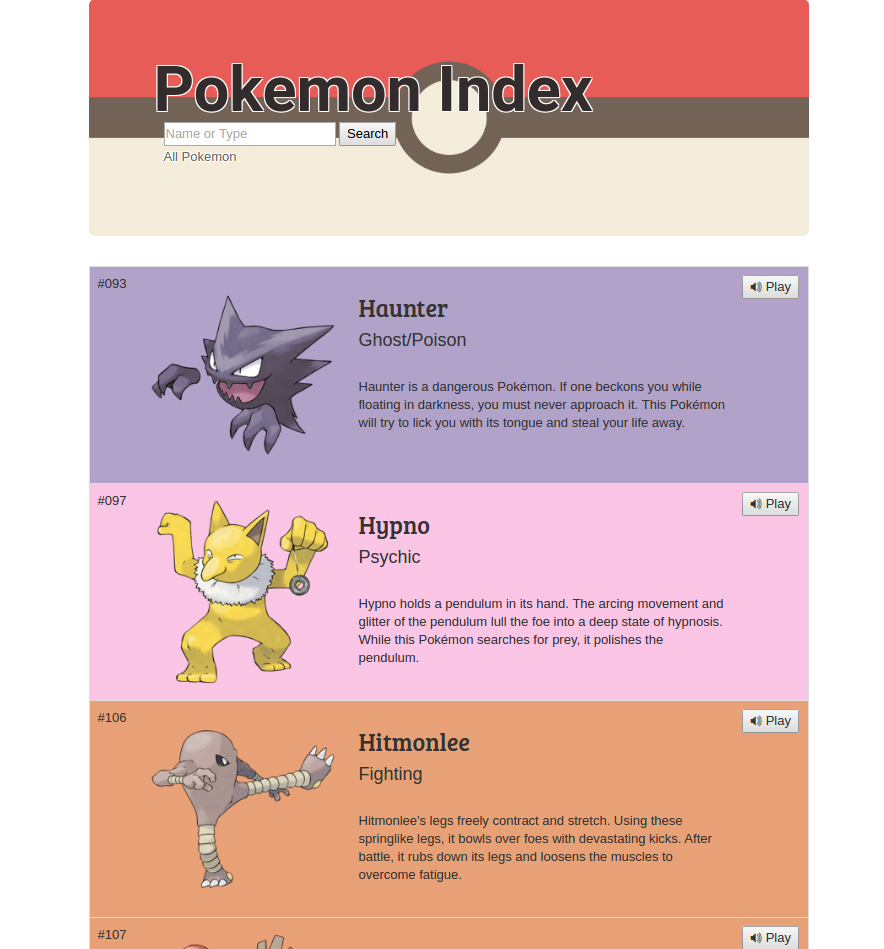 Pokemon Index
Name or Type Search
All Pokemon
#093 Play
Haunter
Ghost/Poison
Haunter is a dangerous Pokémon. If one beckons you while
floating in darkness, you must never approach it. This Pokémon
will try to lick you with its tongue and steal your life away.
#097 Play
Hypno
Psychic
Hypno holds a pendulum in its hand. The arcing movement and
glitter of the pendulum lull the foe into a deep state of hypnosis.
While this Pokémon searches for prey, it polishes the
pendulum.
#106 Play
Hitmonlee
Fighting
Hitmonlee's legs freely contract and stretch. Using these
springlike legs, it bowls over foes with devastating kicks. After
battle, it rubs down its legs and loosens the muscles to
overcome fatigue.
#107 Play